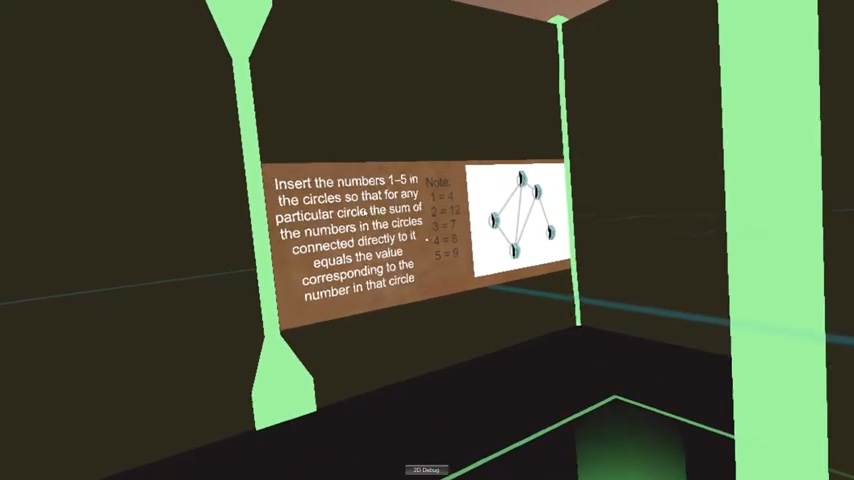 Insert the numbers 1–5 in
the circles so that for any
particular circle the sum of
the numbers in the circles
connected directly to it
equals the value
corresponding to the
number in that circle
Note:
1 = 4
2 = 12
3 = 7
4 = 8
5 = 9
2D Debug